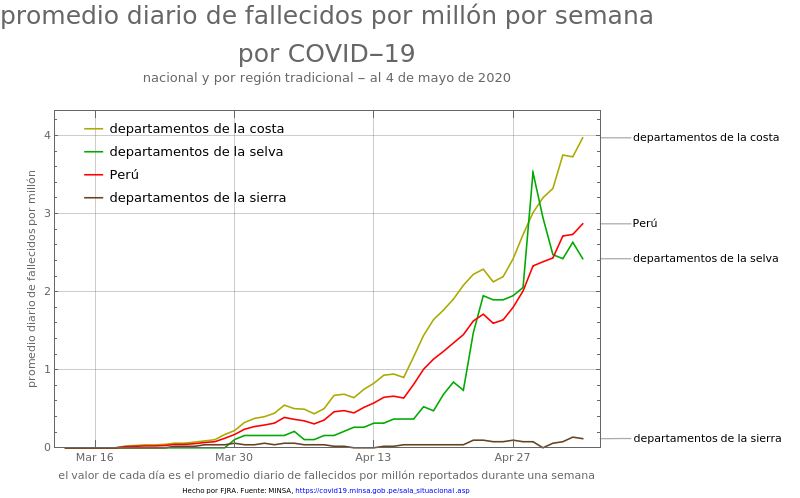 promedio diario de fallecidos por millón por semana
por COVID−19
nacional y por región tradicional − al 4 de mayo de 2020
departamentos de la costa
departamentos de la selva
Perú
departamentos de la sierra
promedio diario de fallecidos por millón
4
3
2
1
0
Mar 16
Mar 30
Apr 13
Apr 27
departamentos de la costa
Perú
departamentos de la selva
departamentos de la sierra
el valor de cada día es el promedio diario de fallecidos por millón reportados durante una semana
Hecho por FJRA. Fuente: MINSA, https://covid19.minsa.gob.pe/sala_situacional.asp